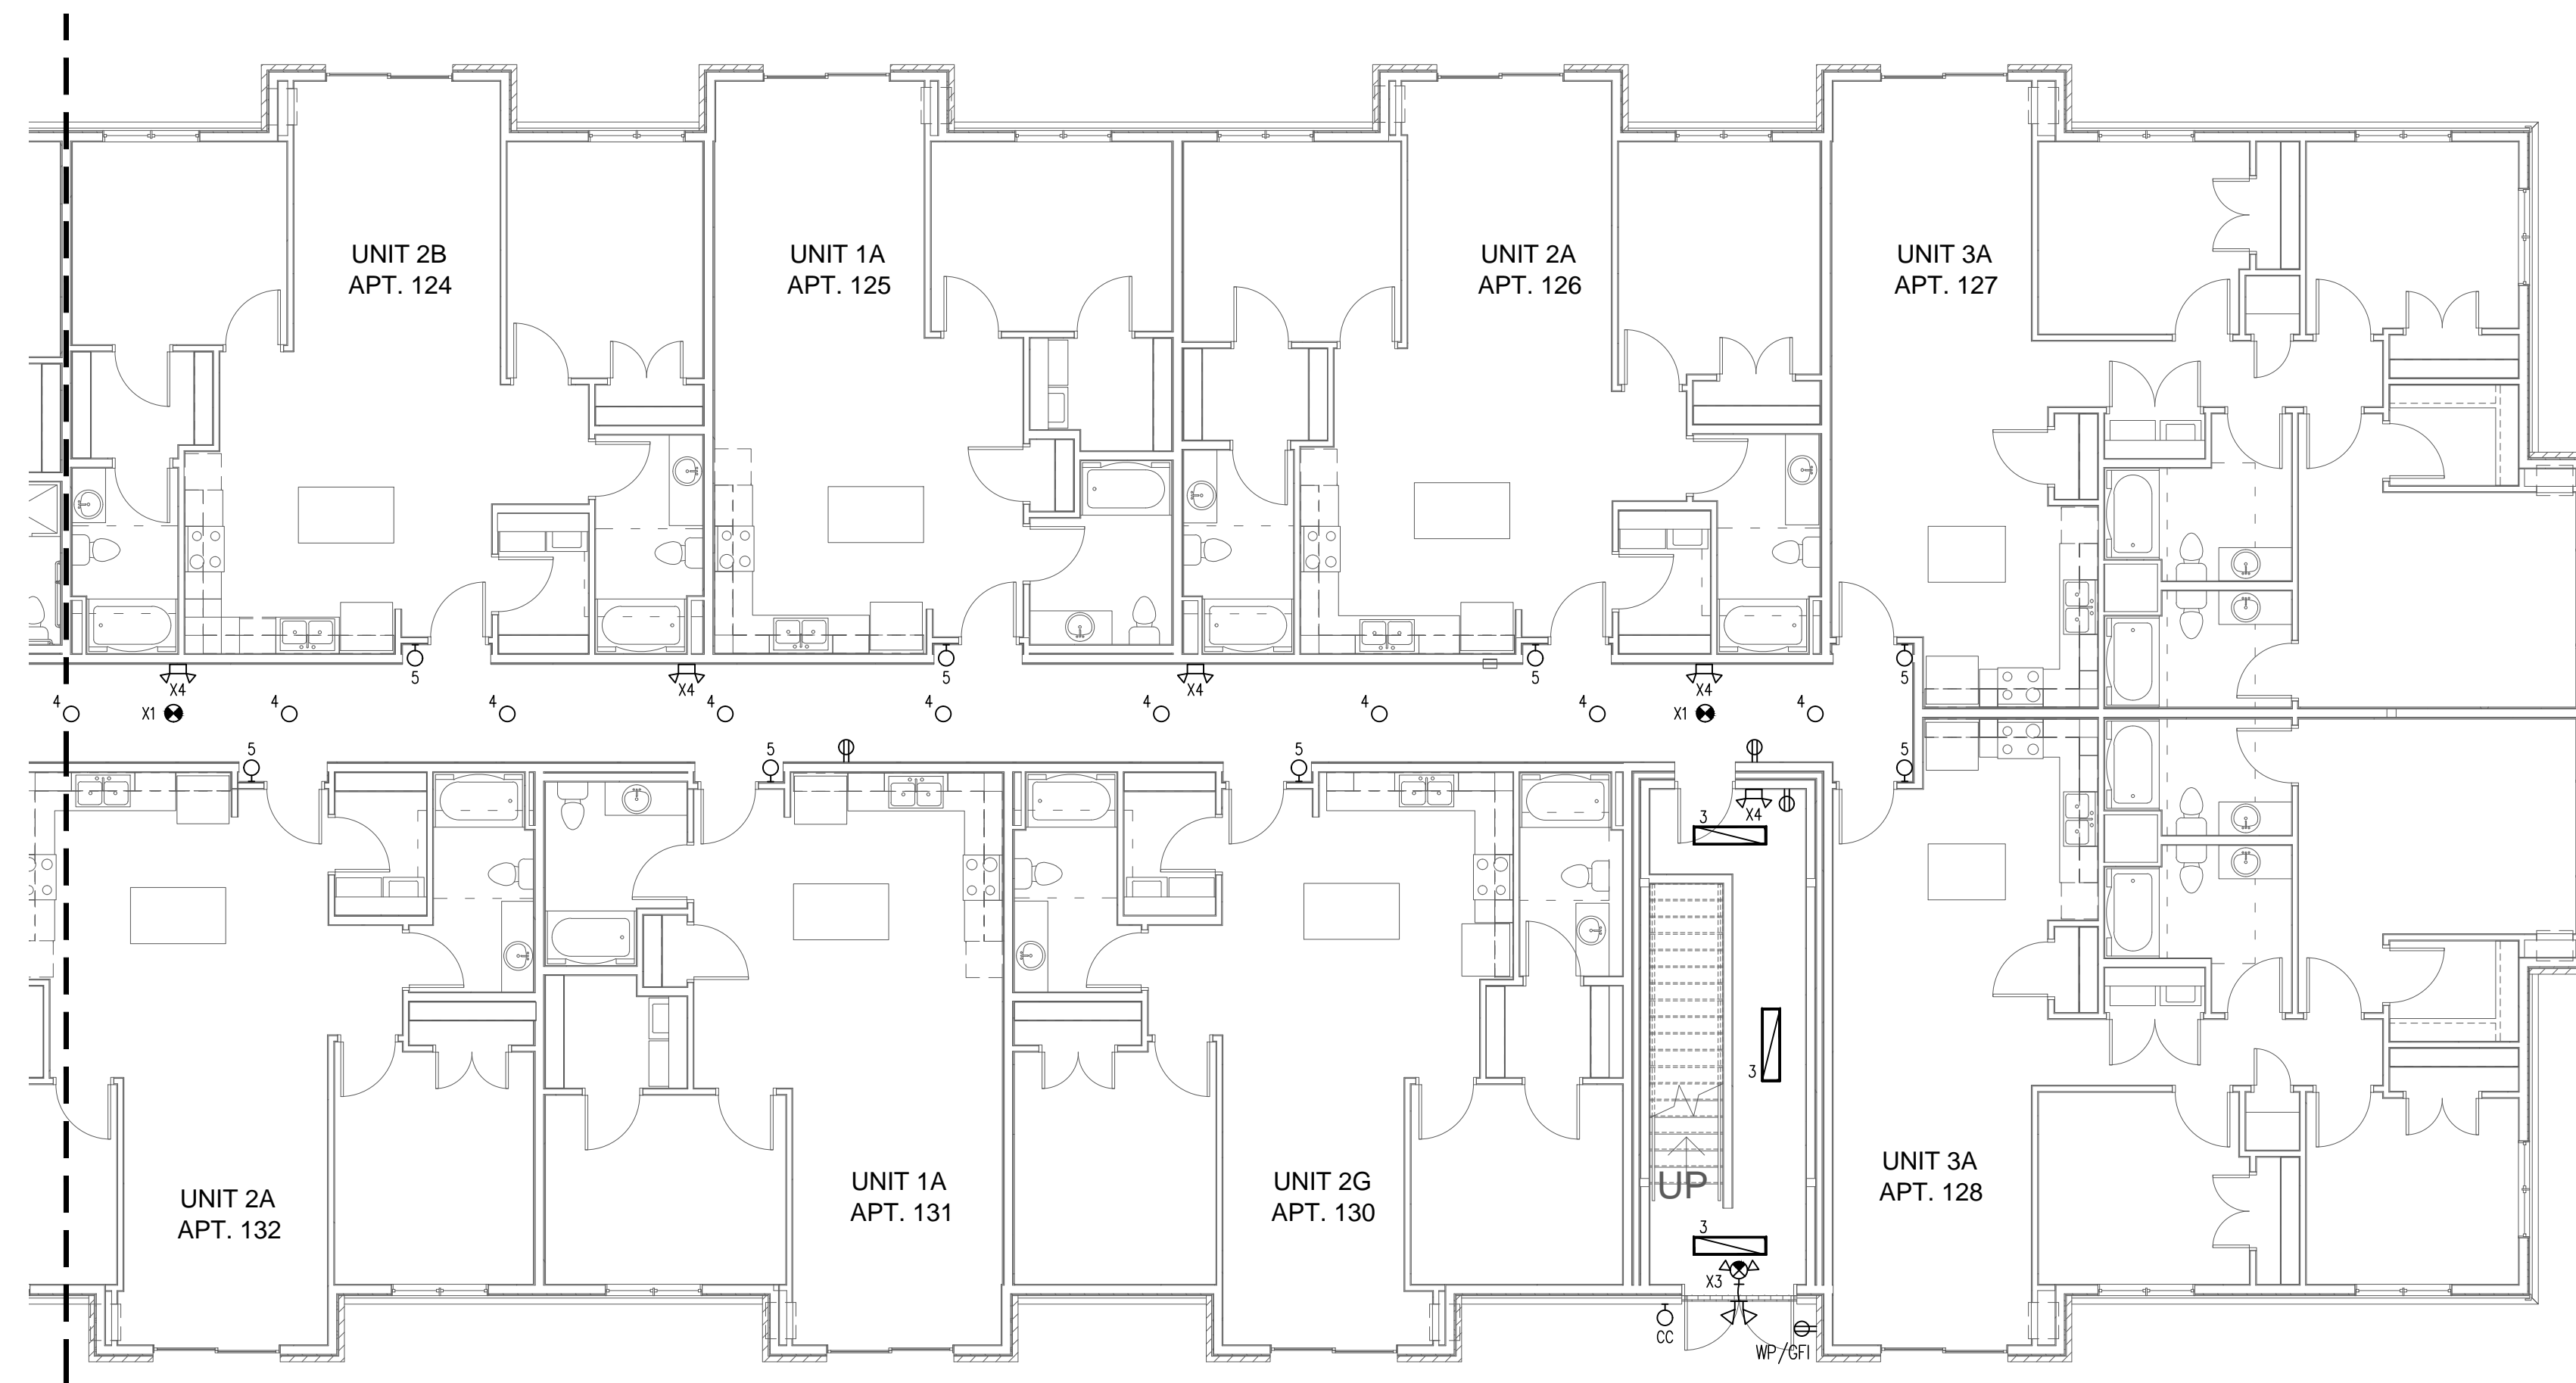 UNIT 2B
APT. 124
UNIT 1A
APT. 125
UNIT 2A
APT. 126
UNIT 3A
APT. 127
5
5
5
5
X4
X4
X4
X4
4
X1
4
4
4
4
4
4
4
X1
4
5
5
5
5
3
X4
3
UP
3
X3
CC
WP/GFI
UNIT 2A
APT. 132
UNIT 1A
APT. 131
UNIT 2G
APT. 130
UNIT 3A
APT. 128